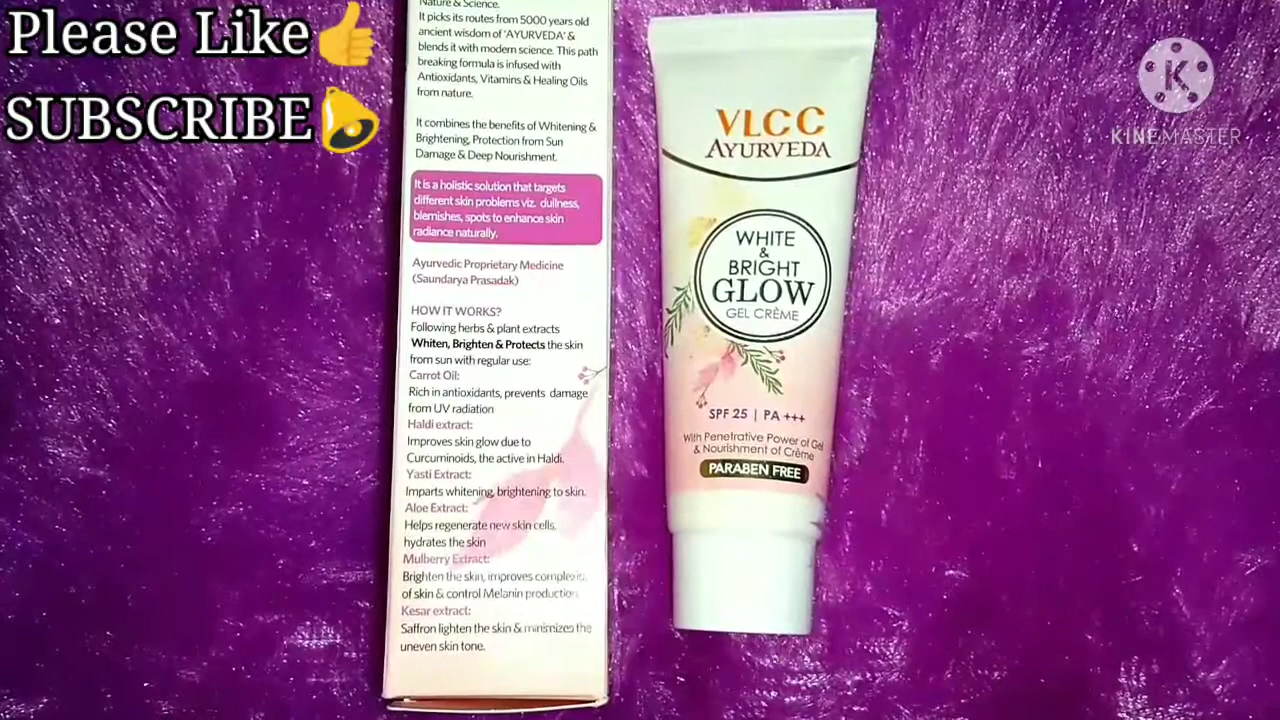 Please Like
SUBSCRIBE
Nature & Science.
It picks its routes from 5000 years old
ancient wisdom of 'AYURVEDA' &
blends it with modern science. This path
breaking formula is infused with
Antioxidants, Vitamins & Healing Oils
from nature.
It combines the benefits of Whitening &
Brightening, Protection from Sun
Damage & Deep Nourishment.
It is a holistic solution that targets
different skin problems viz. dullness,
blemishes, spots to enhance skin
radiance naturally.
Ayurvedic Proprietary Medicine
(Saundarya Prasadak)
HOW IT WORKS?
Following herbs & plant extracts
Whiten, Brighten & Protects the skin
from sun with regular use:
Carrot Oil:
Rich in antioxidants, prevents damage
from UV radiation
Haldi extract:
Improves skin glow due to
Curcuminoids, the active in Haldi.
Yasti Extract:
Imparts whitening, brightening to skin.
Aloe Extract:
Helps regenerate new skin cells,
hydrates the skin
Mulberry Extract:
Brighten the skin, improves complexion
of skin & control Melanin production
Kesar extract:
Saffron lighten the skin & minimizes the
uneven skin tone.
VLCC
AYURVEDA
WHITE
&
BRIGHT
GLOW
GEL CRÈME
SPF 25 | PA +++
With Penetrative Power of Gel
& Nourishment of Crème
PARABEN FREE
K
KINEMASTER